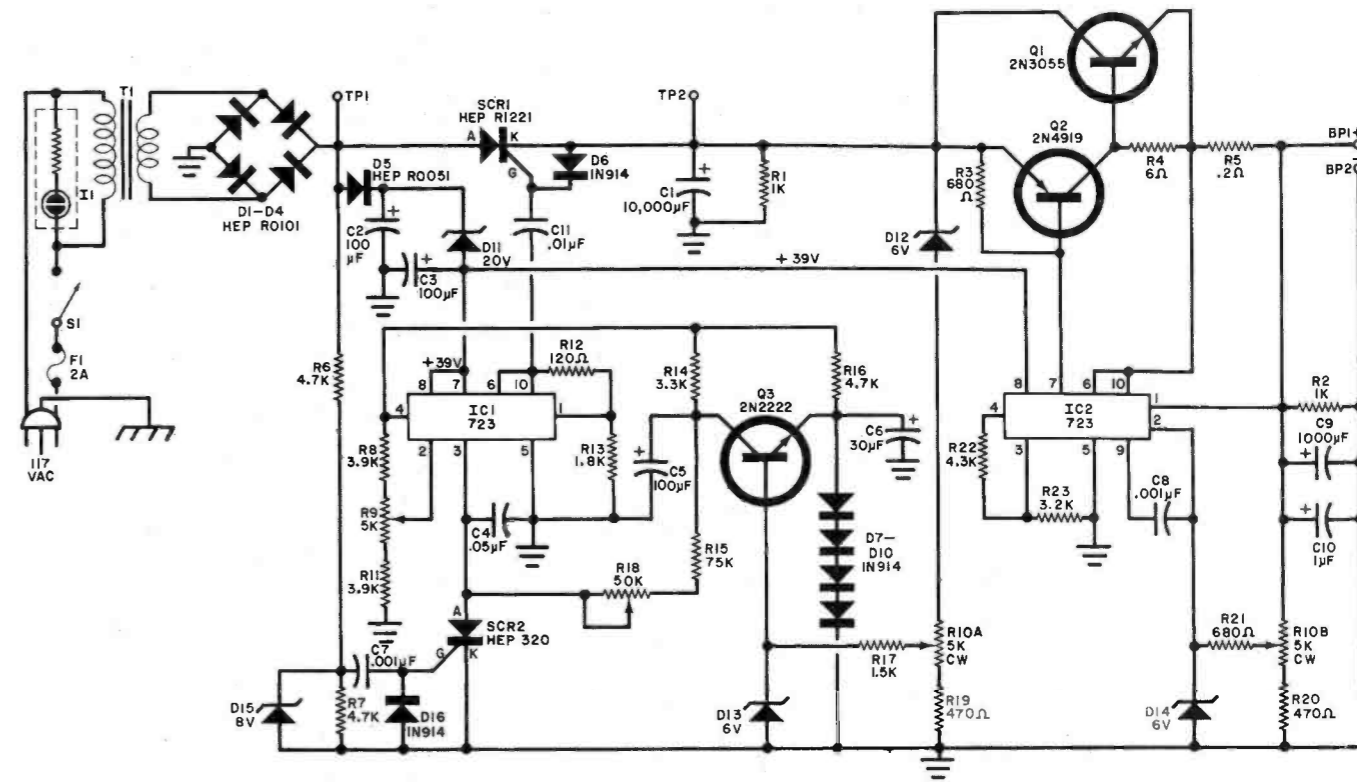 Q1
2N3055
T1
TP1
SCR1
HEP R1221
TP2
A
K
G
Q2
2N4919
BP1+
BP2
I1
D5
HEP R0051
D6
1N914
R3
680
Ω
R4
6Ω
R5
.2Ω
D1-D4
HEP R0101
+
C2
100
μF
+
C1
10,000μF
R1
1K
C11
.01μF
D11
20V
+
C3
100μF
D12
6V
+39V
S1
F1
2A
117
VAC
R6
4.7K
R12
120Ω
R14
3.3K
R16
4.7K
+39V
8
7
6
10
4
IC1
723
1
2
3
5
Q3
2N2222
8
7
6
10
4
IC2
723
1
2
3
5
9
R2
1K
R8
3.9K
R13
1.8K
+
C5
100μF
+
C6
30μF
R22
4.3K
C9
1000μF
+
R9
5K
C4
.05μF
R23
3.2K
C8
.001μF
+
C10
1μF
R15
75K
D7-
D10
1N914
R11
3.9K
R18
50K
A
SCR2
HEP 320
G
K
C7
.001μF
R17
1.5K
R10A
5K
CW
R21
680Ω
R10B
5K
CW
D15
8V
R7
4.7K
D16
1N914
D13
6V
R19
470Ω
D14
6V
R20
470Ω